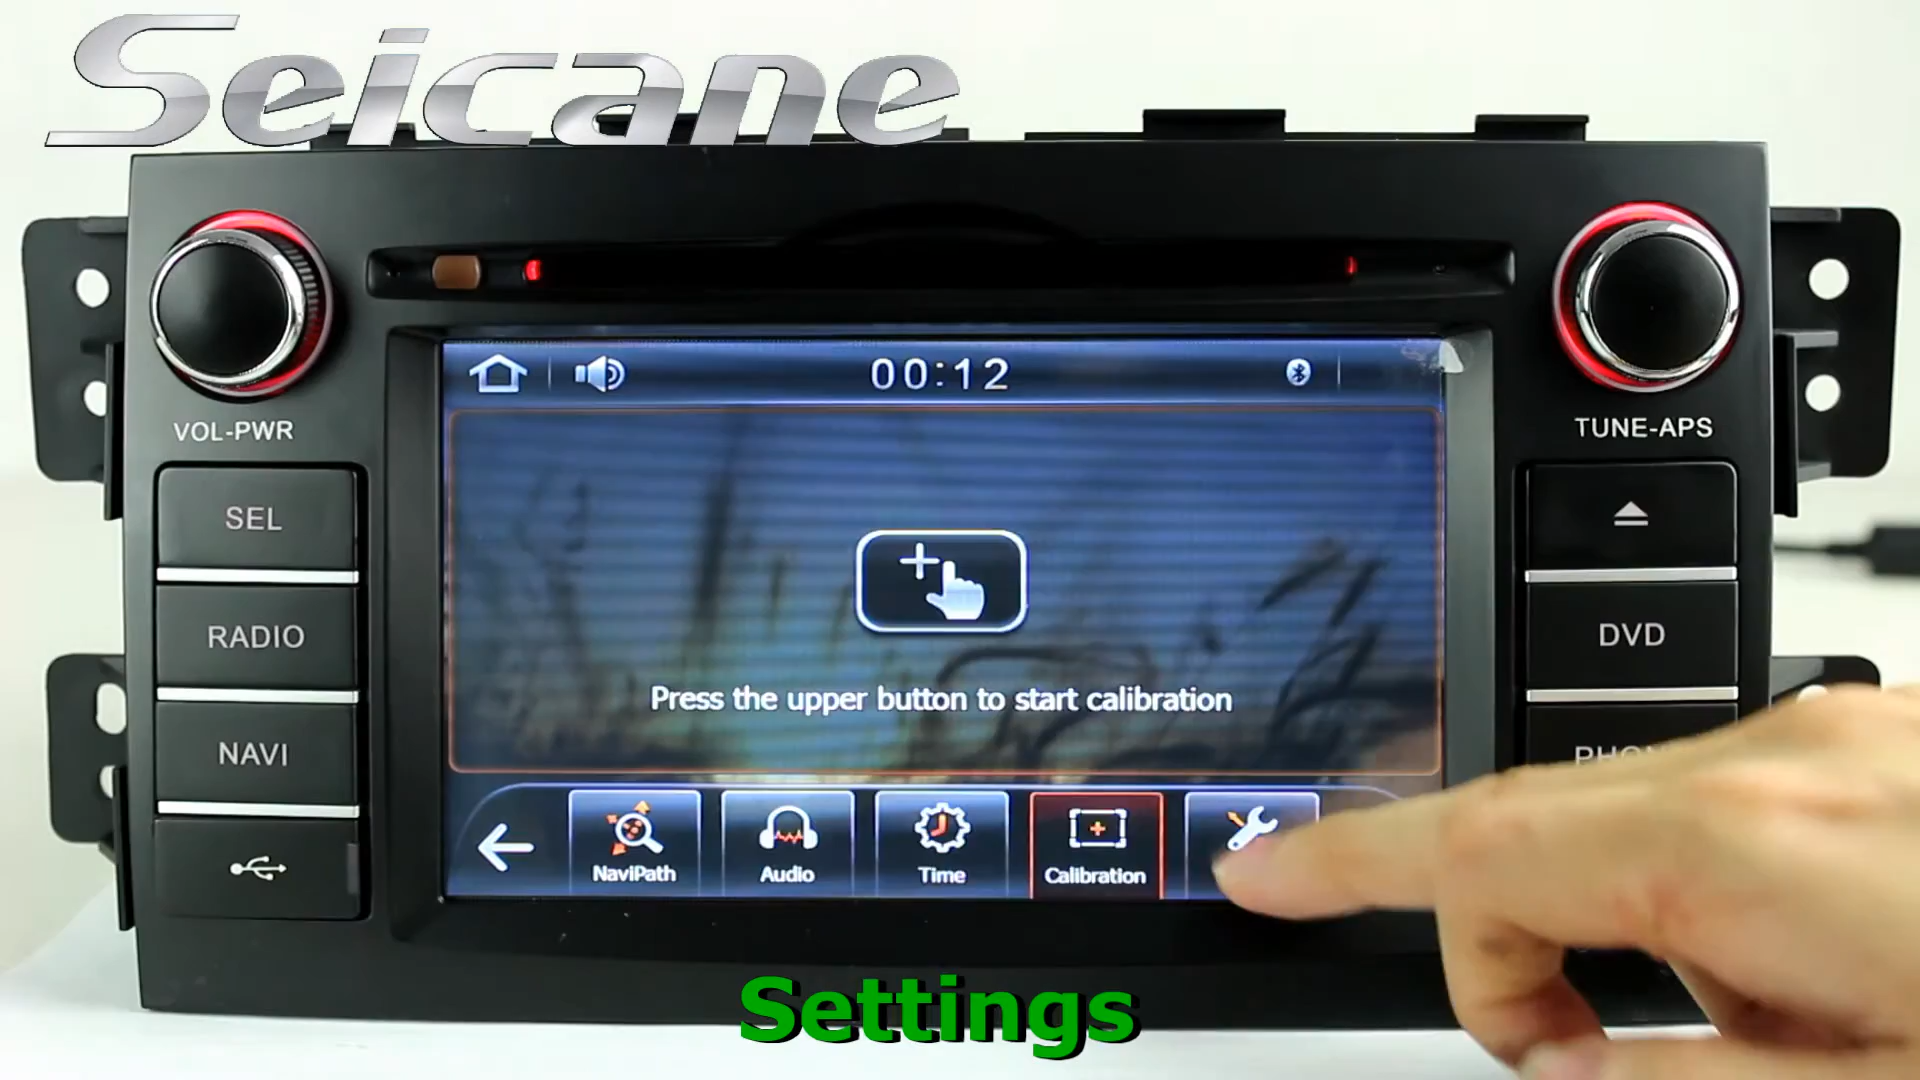 Seicane
00:12
VOL-PWR
TUNE-APS
SEL
RADIO
DVD
Press the upper button to start calibration
NAVI
NaviPath
Audio
Time
Calibration
Settings